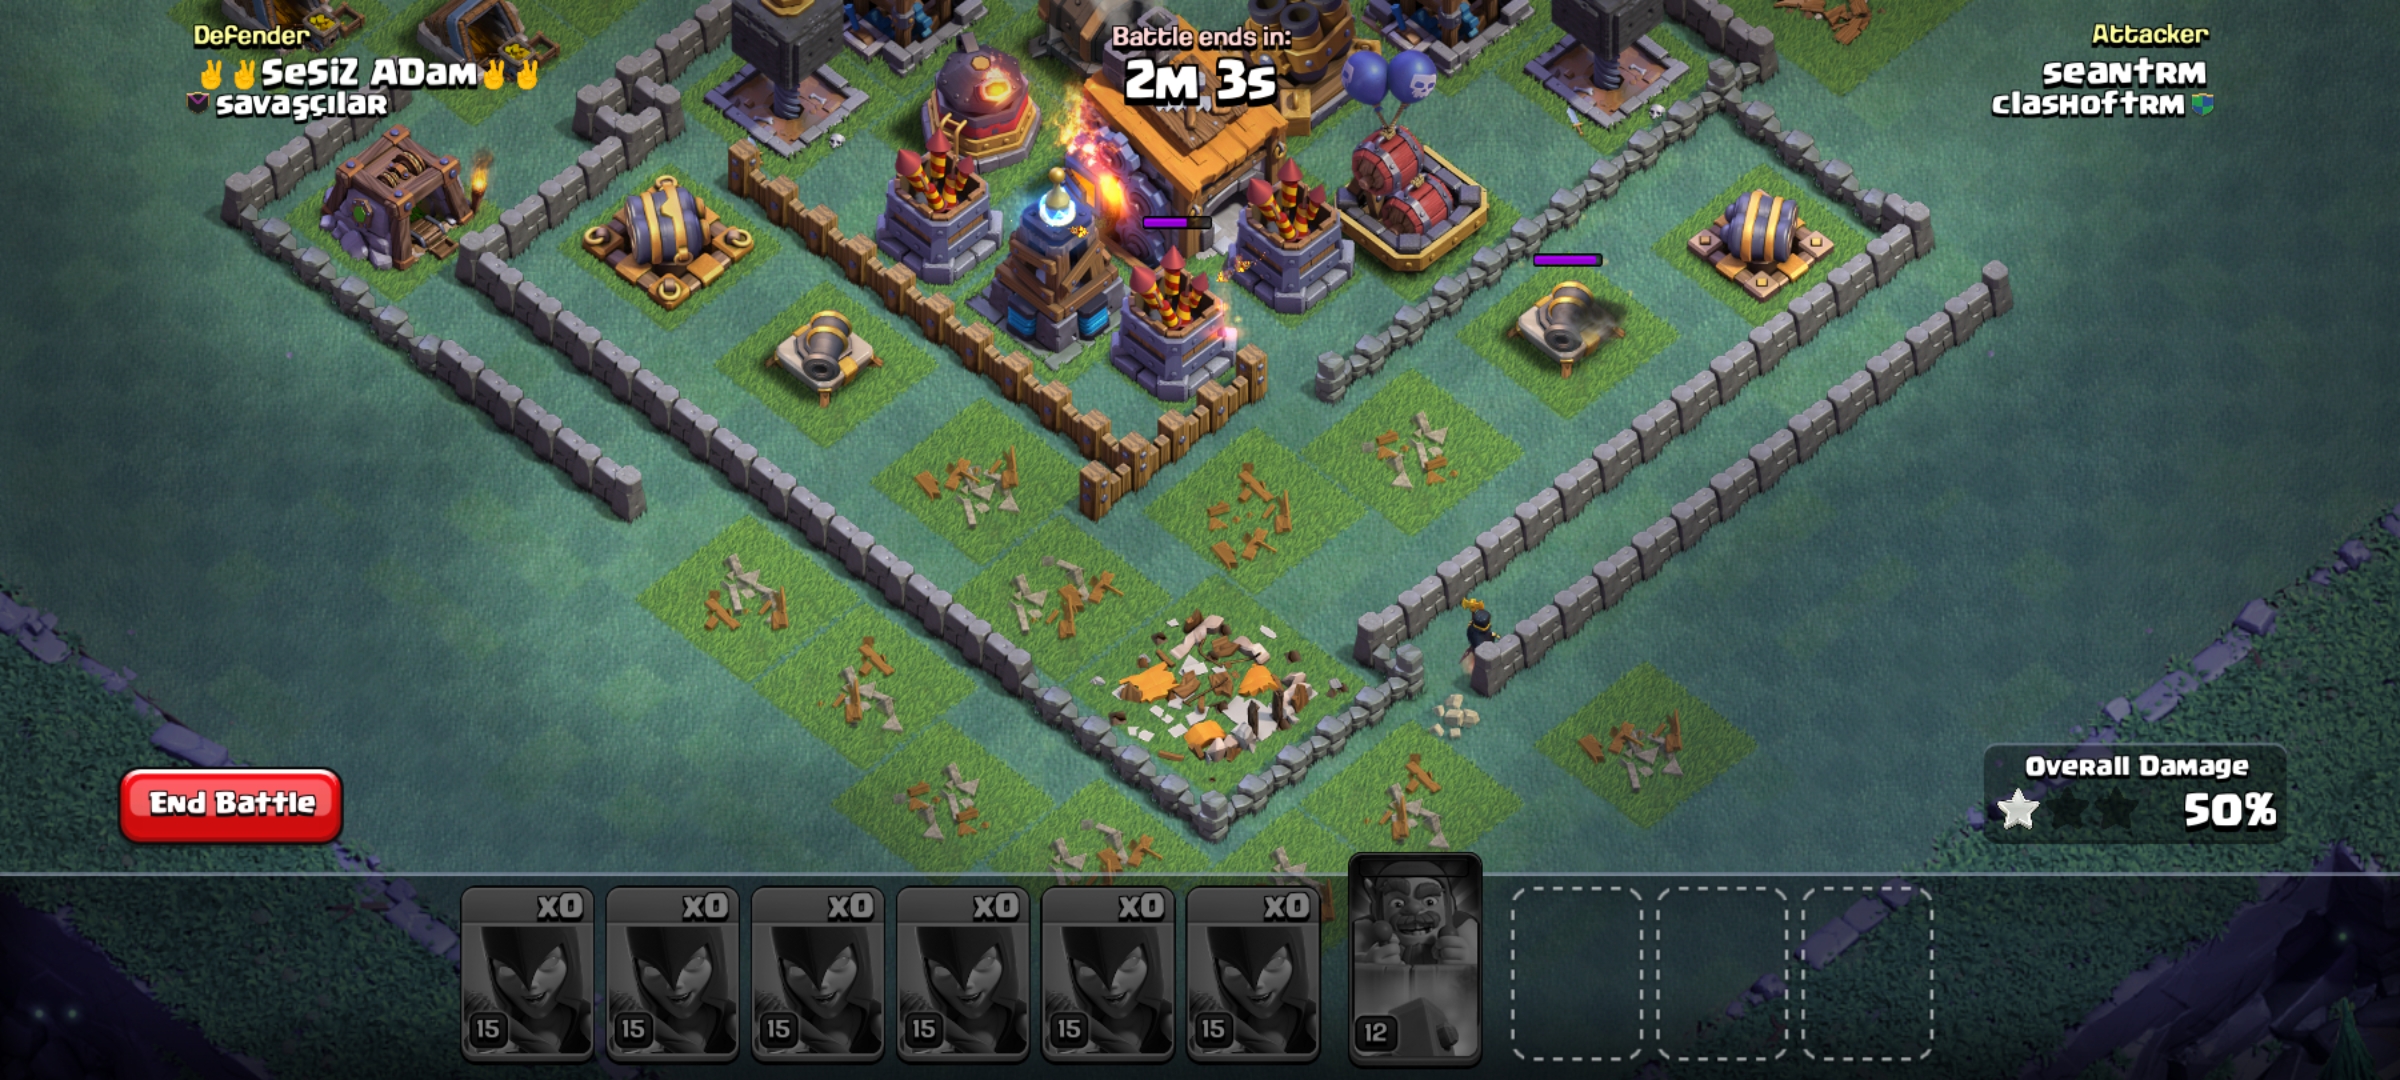 Defender
✌✌SeSiZ ADam✌✌
savaşçılar
Battle ends in:
2M 3s
Attacker
seantRM
clashoftRM
End Battle
Overall Damage
50%
x0 x0 x0 x0 x0 x0
15 15 15 15 15 15 12